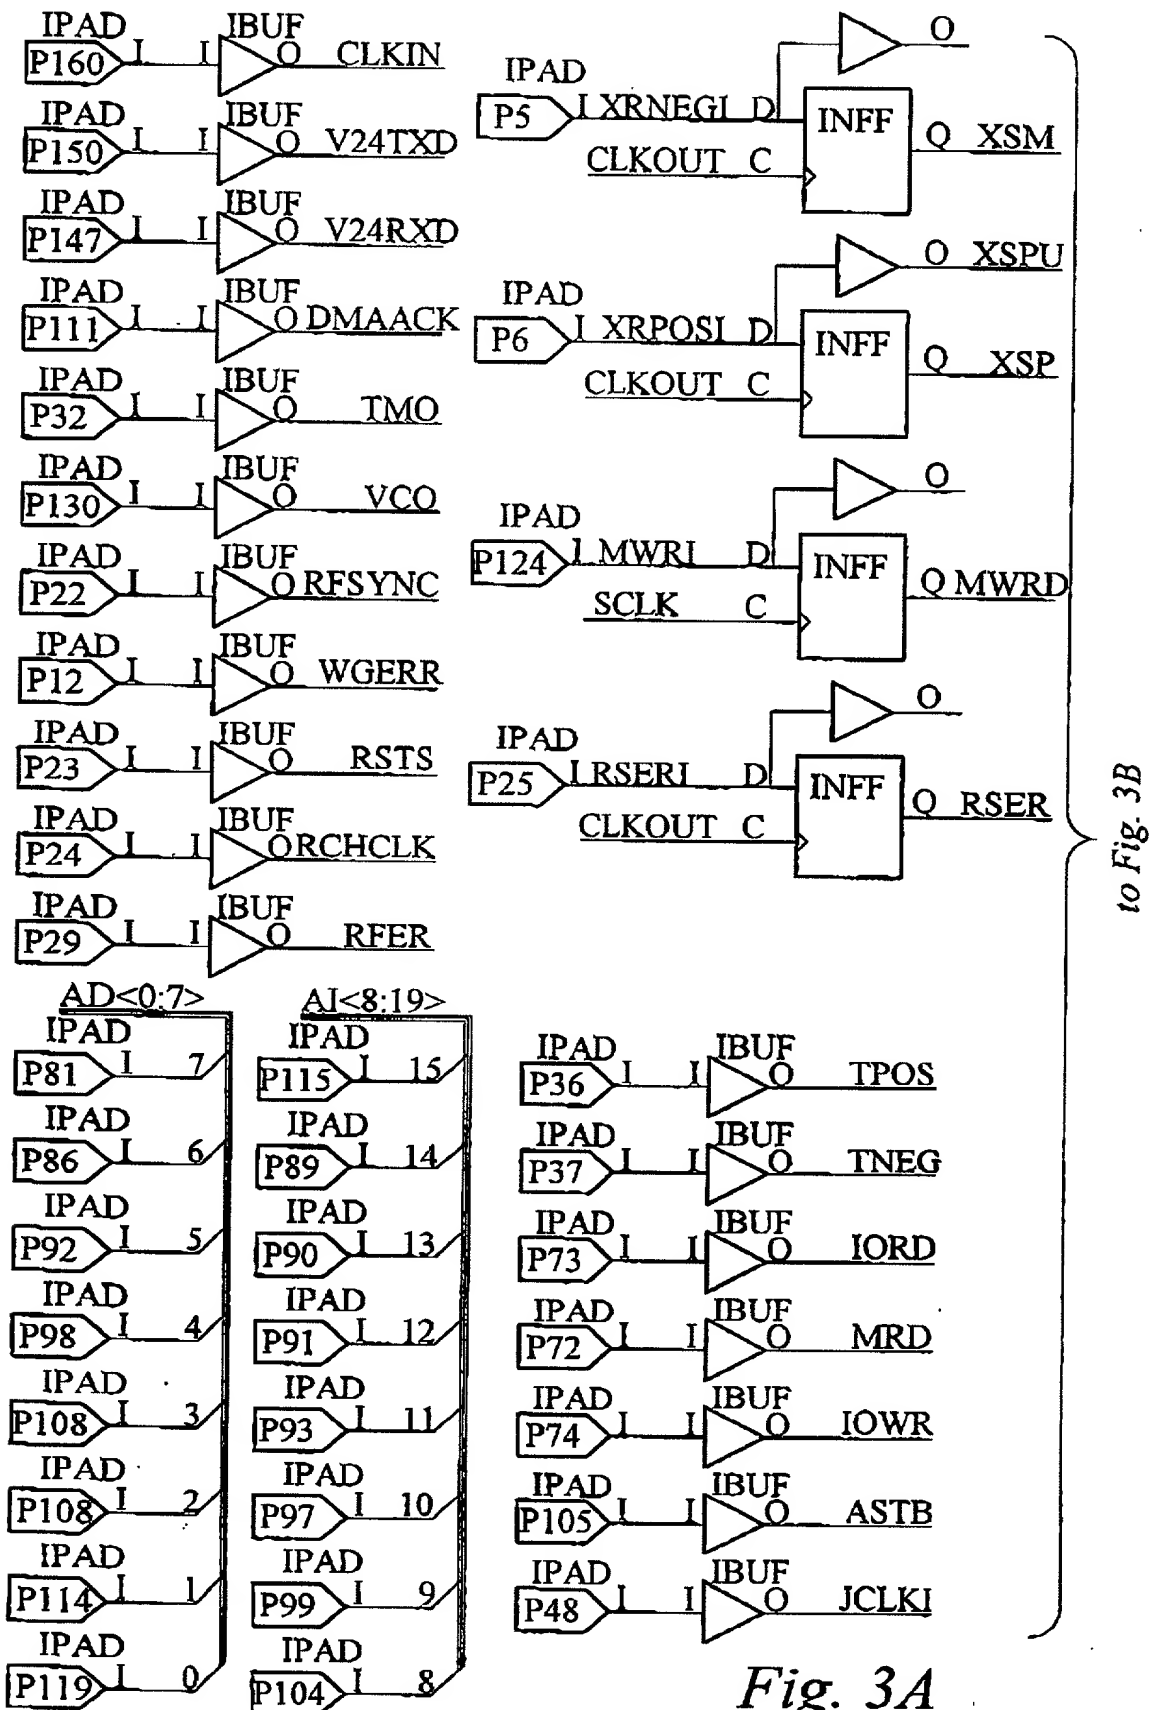 IPAD IBUF
P160 I I O CLKIN
IPAD IBUF
P150 I I O V24TXD
IPAD IBUF
P147 I I O V24RXD
IPAD IBUF
P111 I I O DMAACK
IPAD IBUF
P32 I I O TMO
IPAD IBUF
P130 I I O VCO
IPAD IBUF
P22 I I O RFSYNC
IPAD IBUF
P12 I I O WGERR
IPAD IBUF
P23 I I O RSTS
IPAD IBUF
P24 I I O RCHCLK
IPAD IBUF
P29 I I O RFER
O
IPAD
P5 I XRNEGI D INFF
Q XSM
CLKOUT C
O XSPU
IPAD
P6 I XRPOSI D INFF
Q XSP
CLKOUT C
O
IPAD
P124 I MWRI D INFF
Q MWRD
SCLK C
O
IPAD
P25 I RSERI D INFF
Q RSER
CLKOUT C
to Fig. 3B
AD<0:7>
IPAD
P81 I 7
IPAD
P86 I 6
IPAD
P92 I 5
IPAD
P98 I 4
IPAD
P108 I 3
IPAD
P108 I 2
IPAD
P114 I 1
IPAD
P119 I 0
AI<8:19>
IPAD
P115 I 15
IPAD
P89 I 14
IPAD
P90 I 13
IPAD
P91 I 12
IPAD
P93 I 11
IPAD
P97 I 10
IPAD
P99 I 9
IPAD
P104 I 8
IPAD IBUF
P36 I I O TPOS
IPAD IBUF
P37 I I O TNEG
IPAD IBUF
P73 I I O IORD
IPAD IBUF
P72 I I O MRD
IPAD IBUF
P74 I I O IOWR
IPAD IBUF
P105 I I O ASTB
IPAD IBUF
P48 I I O JCLKI
Fig. 3A